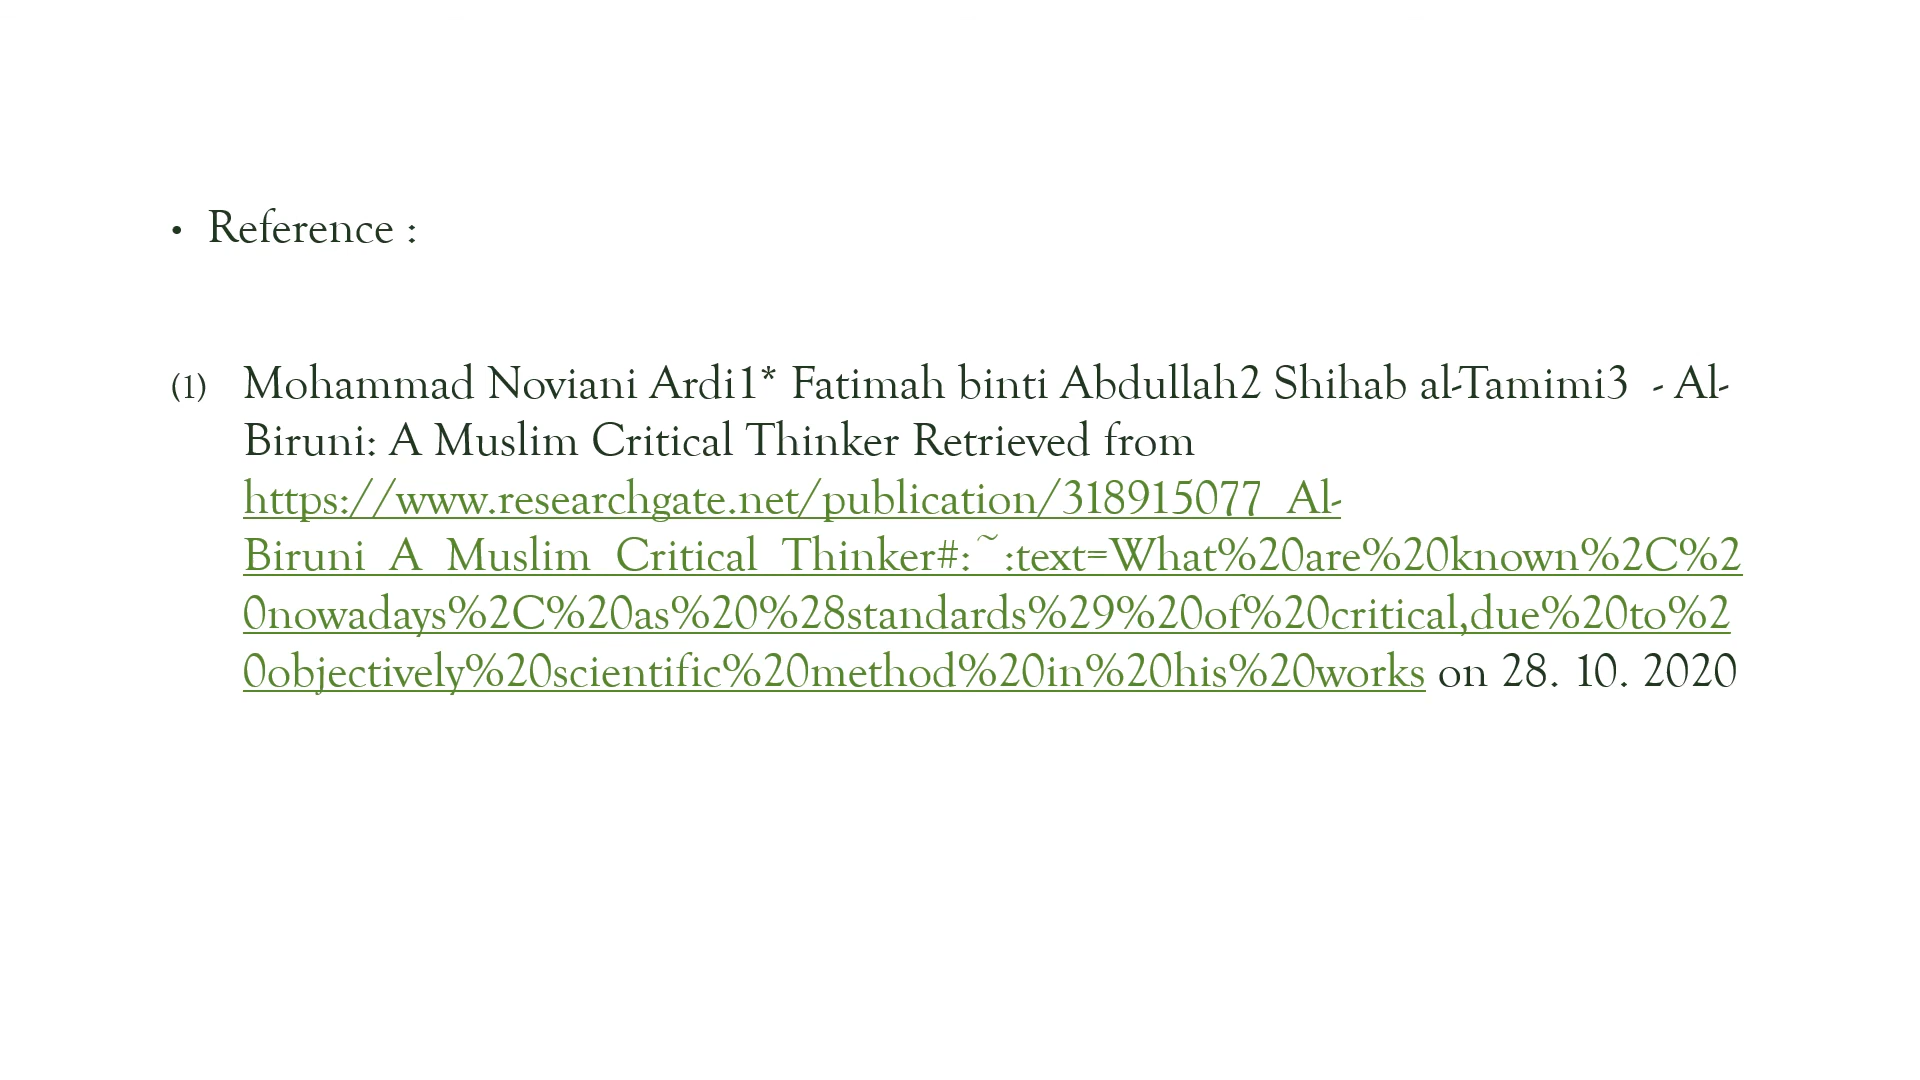 • Reference :
(1) Mohammad Noviani Ardi1* Fatimah binti Abdullah2 Shihab al-Tamimi3  - Al-
Biruni: A Muslim Critical Thinker Retrieved from
https://www.researchgate.net/publication/318915077_Al-
Biruni_A_Muslim_Critical_Thinker#:~:text=What%20are%20known%2C%2
0nowadays%2C%20as%20%28standards%29%20of%20critical,due%20to%2
0objectively%20scientific%20method%20in%20his%20works on 28. 10. 2020